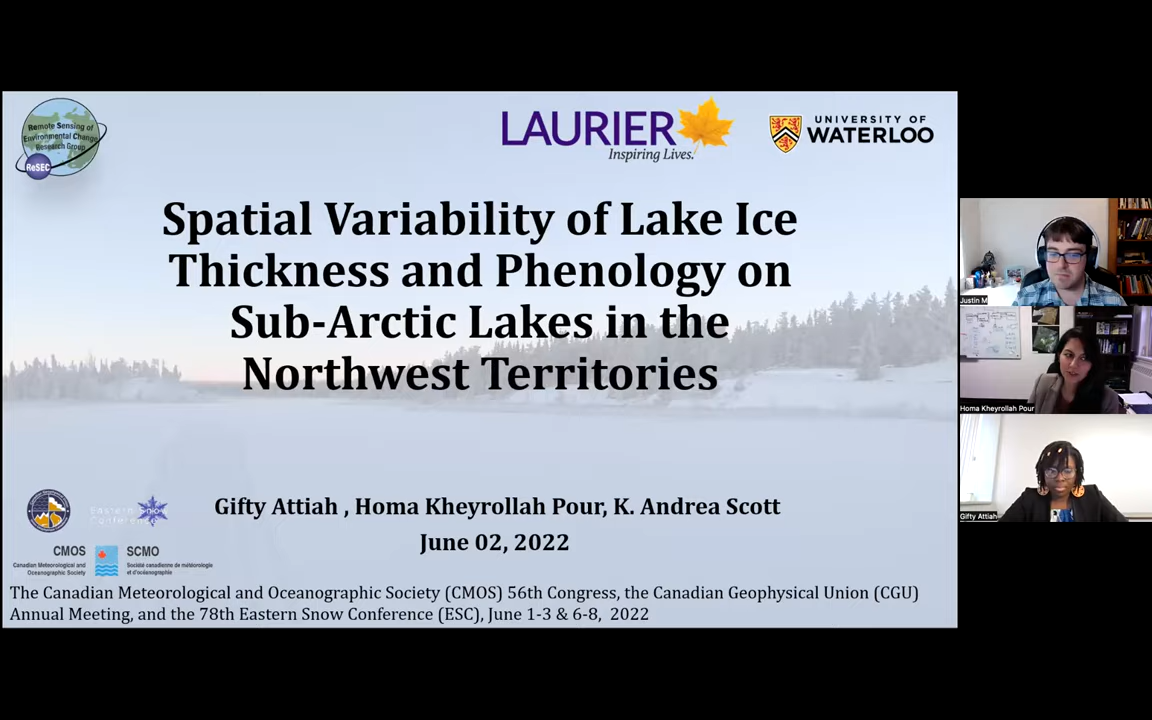 Remote Sensing of
Environmental Change
Research Group
ReSEC
LAURIER
Inspiring Lives.
UNIVERSITY OF
WATERLOO
Spatial Variability of Lake Ice
Thickness and Phenology on
Sub-Arctic Lakes in the
Northwest Territories
Justin M
Homa Kheyrollah Pour
Gifty Attiah
Eastern Snow
Conference
Gifty Attiah , Homa Kheyrollah Pour, K. Andrea Scott
June 02, 2022
CMOS
Canadian Meteorological and
Oceanographic Society
SCMO
Société canadienne de météorologie
et d'océanographie
The Canadian Meteorological and Oceanographic Society (CMOS) 56th Congress, the Canadian Geophysical Union (CGU)
Annual Meeting, and the 78th Eastern Snow Conference (ESC), June 1-3 & 6-8, 2022